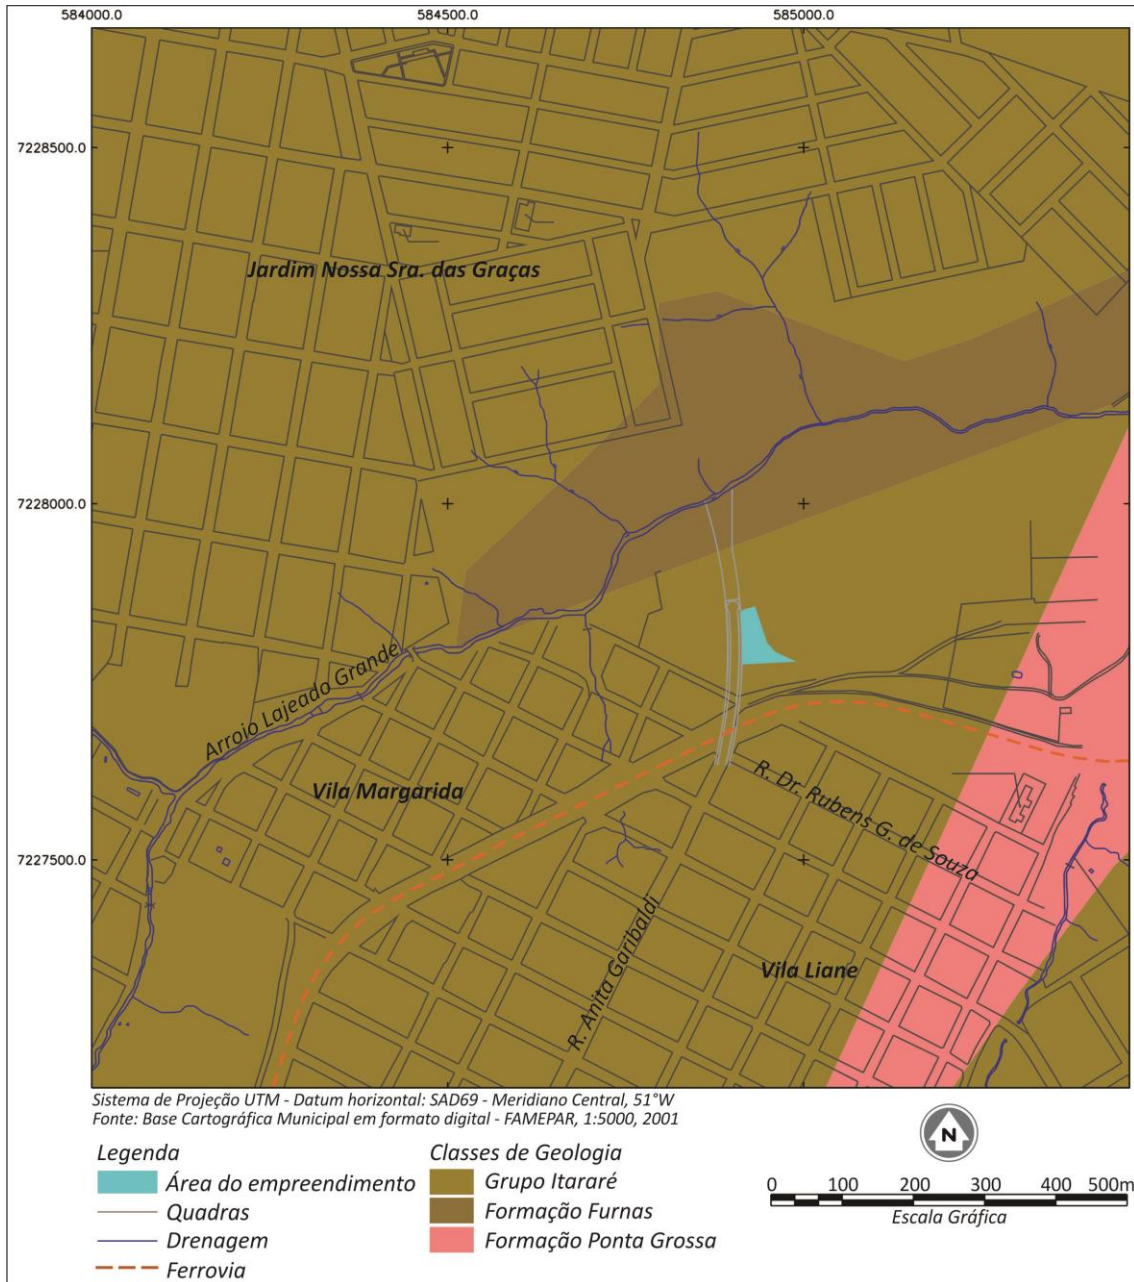 584000.0 584500.0 585000.0
7228500.0
Jardim Nossa Sra. das Graças
7228000.0
Arroio Lajeado Grande
Vila Margarida
R. Dr. Rubens G. de Souza
7227500.0
R. Anita Garibaldi
Vila Liane
Sistema de Projeção UTM - Datum horizontal: SAD69 - Meridiano Central, 51°W
Fonte: Base Cartográfica Municipal em formato digital - FAMEPAR, 1:5000, 2001
N
Legenda
Área do empreendimento
Quadras
Drenagem
Ferrovia
Classes de Geologia
Grupo Itararé
Formação Furnas
Formação Ponta Grossa
0 100 200 300 400 500m
Escala Gráfica